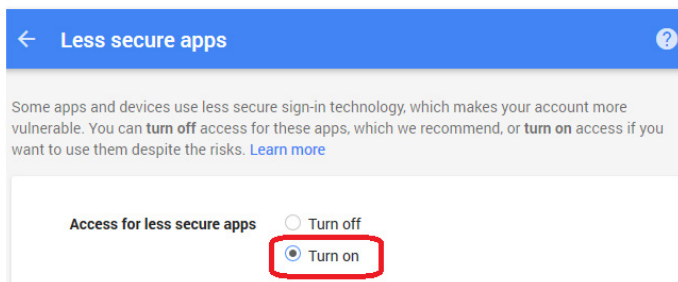 Less secure apps
Some apps and devices use less secure sign-in technology, which makes your account more
vulnerable. You can turn off access for these apps, which we recommend, or turn on access if you
want to use them despite the risks. Learn more
Access for less secure apps
Turn off
Turn on